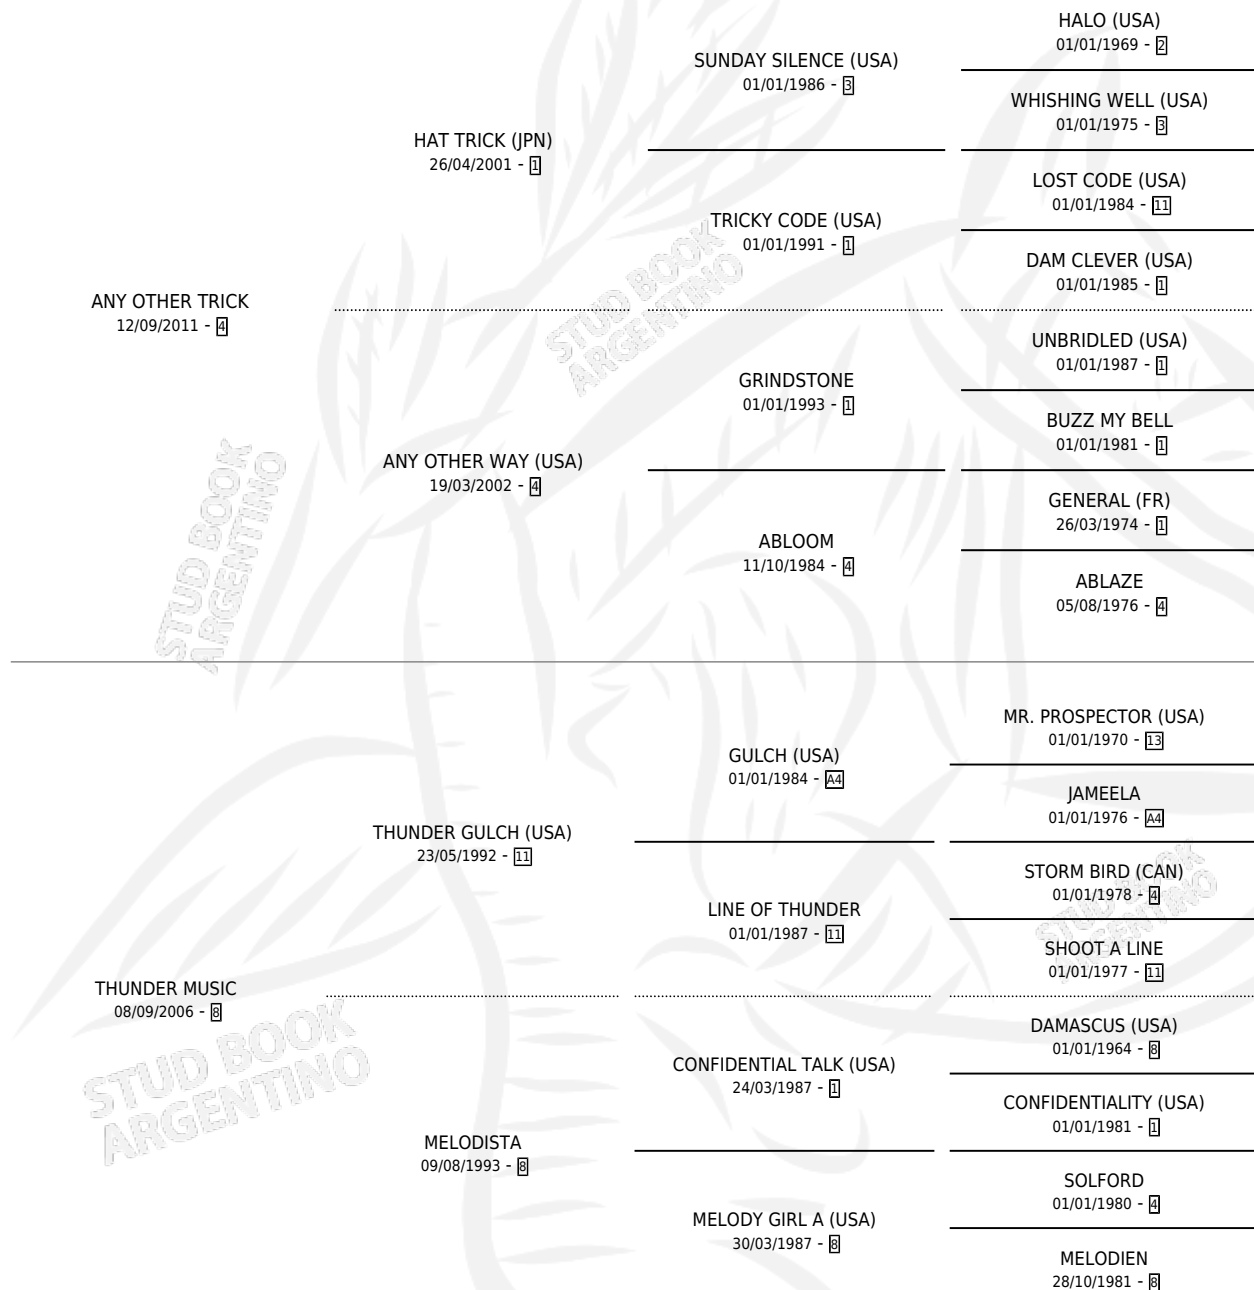 HALO (USA)
01/01/1969 - 2
SUNDAY SILENCE (USA)
01/01/1986 - 3
WHISHING WELL (USA)
01/01/1975 - 3
HAT TRICK (JPN)
26/04/2001 - 1
LOST CODE (USA)
01/01/1984 - 11
TRICKY CODE (USA)
01/01/1991 - 1
DAM CLEVER (USA)
01/01/1985 - 1
ANY OTHER TRICK
12/09/2011 - 4
UNBRIDLED (USA)
01/01/1987 - 1
GRINDSTONE
01/01/1993 - 1
BUZZ MY BELL
01/01/1981 - 1
ANY OTHER WAY (USA)
19/03/2002 - 4
GENERAL (FR)
26/03/1974 - 1
ABLOOM
11/10/1984 - 4
ABLAZE
05/08/1976 - 4
MR. PROSPECTOR (USA)
01/01/1970 - 13
GULCH (USA)
01/01/1984 - A4
JAMEELA
01/01/1976 - A4
THUNDER GULCH (USA)
23/05/1992 - 11
STORM BIRD (CAN)
01/01/1978 - 4
LINE OF THUNDER
01/01/1987 - 11
SHOOT A LINE
01/01/1977 - 11
THUNDER MUSIC
08/09/2006 - 8
DAMASCUS (USA)
01/01/1964 - 8
CONFIDENTIAL TALK (USA)
24/03/1987 - 1
CONFIDENTIALITY (USA)
01/01/1981 - 1
MELODISTA
09/08/1993 - 8
SOLFORD
01/01/1980 - 4
MELODY GIRL A (USA)
30/03/1987 - 8
MELODIEN
28/10/1981 - 8
STUD BOOK
ARGENTINO
STUD BOOK
ARGENTINO
STUD BOOK
ARGENTINO
STUD BOOK
ARGENTINO